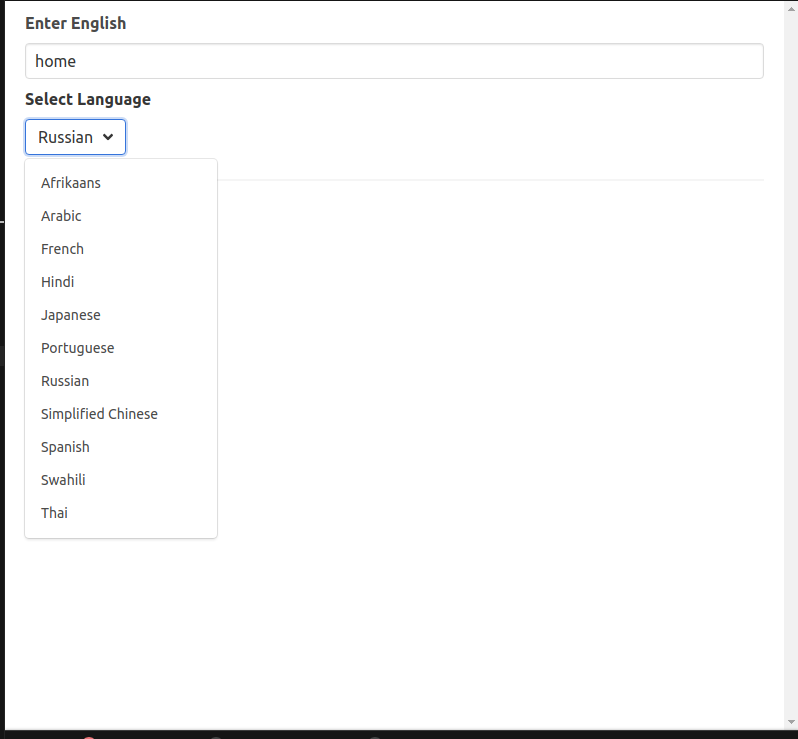 Enter English
home
Select Language
Russian
Afrikaans
Arabic
French
Hindi
Japanese
Portuguese
Russian
Simplified Chinese
Spanish
Swahili
Thai